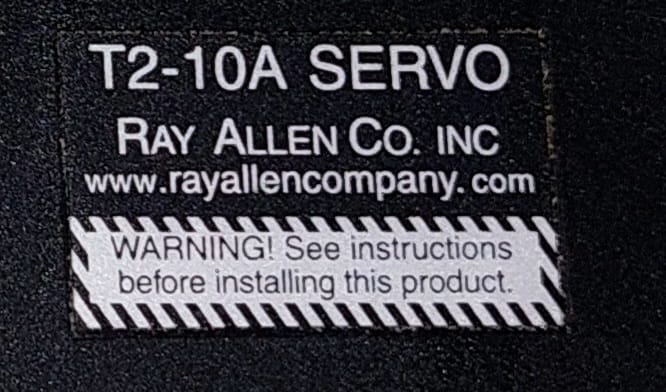 T2-10A SERVO
RAY ALLEN CO. INC
www.rayallencompany.com
WARNING! See instructions
before installing this product.